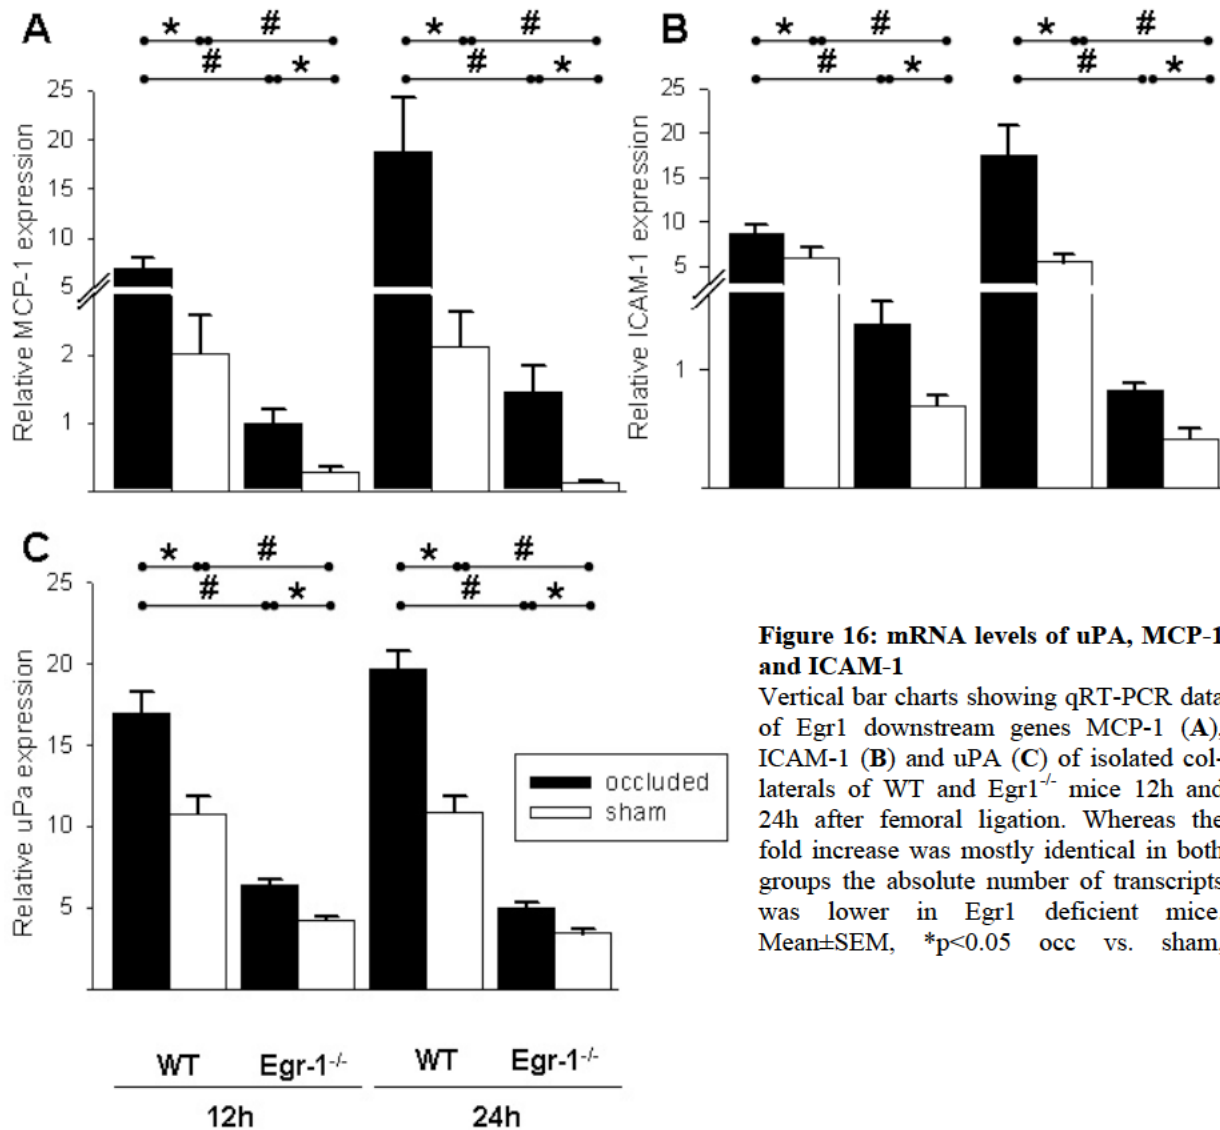 A
* #
# *
* #
# *
Relative MCP-1 expression
25
20
15
10
5
2
1
B
* #
# *
* #
# *
Relative ICAM-1 expression
25
20
15
10
5
1
C
* #
# *
* #
# *
Relative uPa expression
25
20
15
10
5
occluded
sham
WT Egr-1-/- WT Egr-1-/-
12h 24h
Figure 16: mRNA levels of uPA, MCP-1
and ICAM-1
Vertical bar charts showing qRT-PCR data
of Egr1 downstream genes MCP-1 (A),
ICAM-1 (B) and uPA (C) of isolated col-
laterals of WT and Egr1-/- mice 12h and
24h after femoral ligation. Whereas the
fold increase was mostly identical in both
groups the absolute number of transcripts
was lower in Egr1 deficient mice.
Mean±SEM, *p<0.05 occ vs. sham,